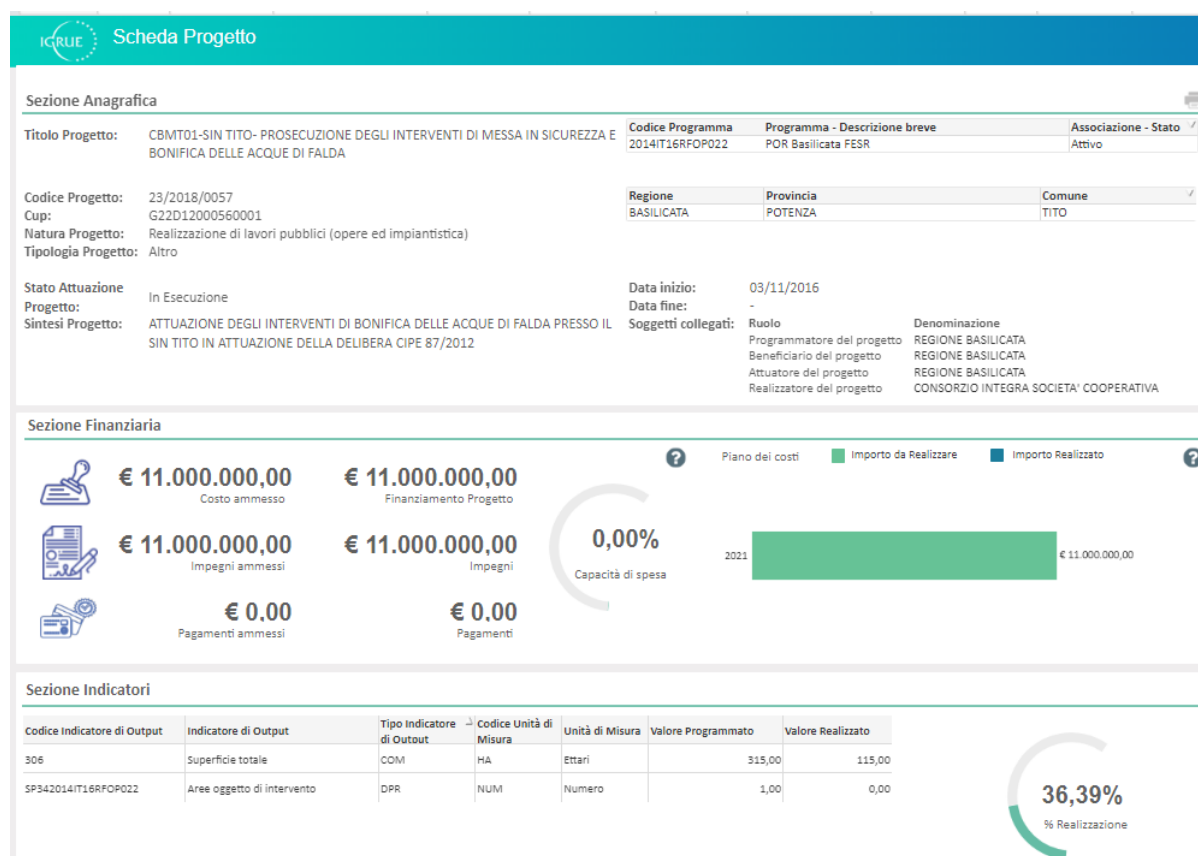 IGRUE
Scheda Progetto
Sezione Anagrafica
Titolo Progetto: CBMT01-SIN TITO- PROSECUZIONE DEGLI INTERVENTI DI MESSA IN SICUREZZA E
BONIFICA DELLE ACQUE DI FALDA
Codice Programma Programma - Descrizione breve Associazione - Stato
2014IT16RFOP022 POR Basilicata FESR Attivo
Codice Progetto: 23/2018/0057
Cup: G22D12000560001
Natura Progetto: Realizzazione di lavori pubblici (opere ed impiantistica)
Tipologia Progetto: Altro
Regione Provincia Comune
BASILICATA POTENZA TITO
Stato Attuazione
Progetto: In Esecuzione
Sintesi Progetto: ATTUAZIONE DEGLI INTERVENTI DI BONIFICA DELLE ACQUE DI FALDA PRESSO IL
SIN TITO IN ATTUAZIONE DELLA DELIBERA CIPE 87/2012
Data inizio: 03/11/2016
Data fine: -
Soggetti collegati: Ruolo Denominazione
Programmatore del progetto REGIONE BASILICATA
Beneficiario del progetto REGIONE BASILICATA
Attuatore del progetto REGIONE BASILICATA
Realizzatore del progetto CONSORZIO INTEGRA SOCIETA' COOPERATIVA
Sezione Finanziaria
€ 11.000.000,00 € 11.000.000,00
Costo ammesso Finanziamento Progetto
€ 11.000.000,00 € 11.000.000,00
Impegni ammessi Impegni
€ 0,00 € 0,00
Pagamenti ammessi Pagamenti
?
0,00%
Capacità di spesa
Piano dei costi Importo da Realizzare Importo Realizzato ?
2021 € 11.000.000,00
Sezione Indicatori
Codice Indicatore di Output Indicatore di Output Tipo Indicatore di Output Codice Unità di Misura Unità di Misura Valore Programmato Valore Realizzato
306 Superficie totale COM HA Ettari 315,00 115,00
SP342014IT16RFOP022 Aree oggetto di intervento DPR NUM Numero 1,00 0,00
36,39%
% Realizzazione